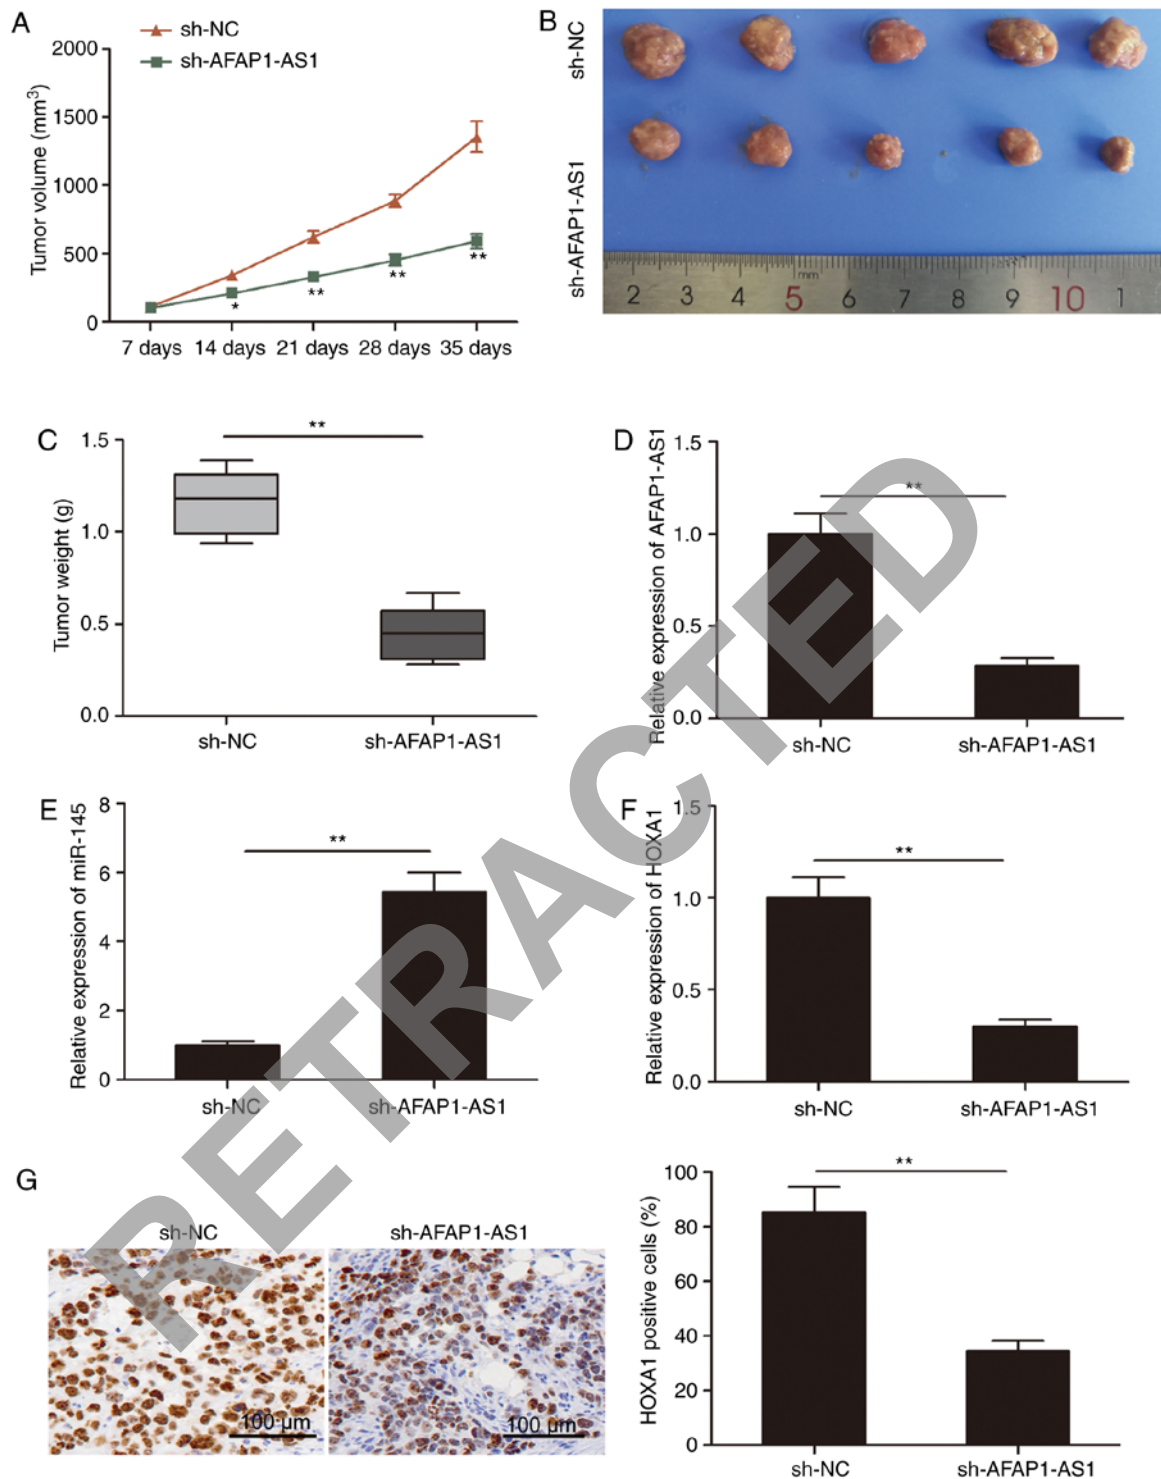 A
sh-NC
sh-AFAP1-AS1
Tumor volume (mm³)
2000
1500
1000
500
0
7 days 14 days 21 days 28 days 35 days
* ** ** **
B
sh-NC
sh-AFAP1-AS1
mm
2 3 4 5 6 7 8 9 10 1
C
Tumor weight (g)
1.5
1.0
0.5
0.0
**
sh-NC sh-AFAP1-AS1
D
Relative expression of AFAP1-AS1
1.5
1.0
0.5
0.0
**
sh-NC sh-AFAP1-AS1
E
Relative expression of miR-145
8
6
4
2
0
**
sh-NC sh-AFAP1-AS1
F
Relative expression of HOXA1
1.5
1.0
0.5
0.0
**
sh-NC sh-AFAP1-AS1
G
sh-NC sh-AFAP1-AS1
100 µm 100 µm
HOXA1 positive cells (%)
100
80
60
40
20
0
**
sh-NC sh-AFAP1-AS1
RETRACTED